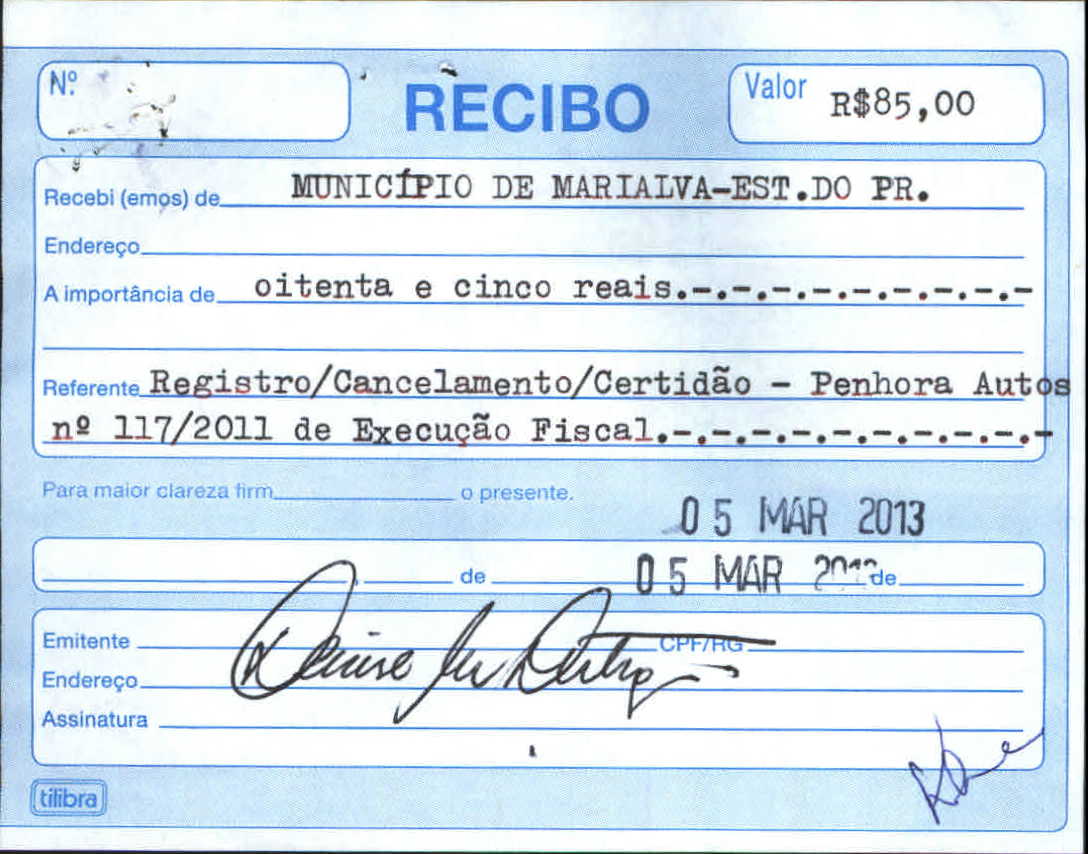 Nº
RECIBO
Valor R$85,00
Recebi (emos) de MUNICÍPIO DE MARIALVA-EST.DO PR.
Endereço
A importância de oitenta e cinco reais.-.-.-.-.-.-.-.-.-
Referente Registro/Cancelamento/Certidão - Penhora Autos
nº 117/2011 de Execução Fiscal.-.-.-.-.-.-.-.-.-.-
Para maior clareza firm o presente.
05 MAR 2013
, de 05 MAR de
Emitente CPF/RG
Endereço
Assinatura
tilibra